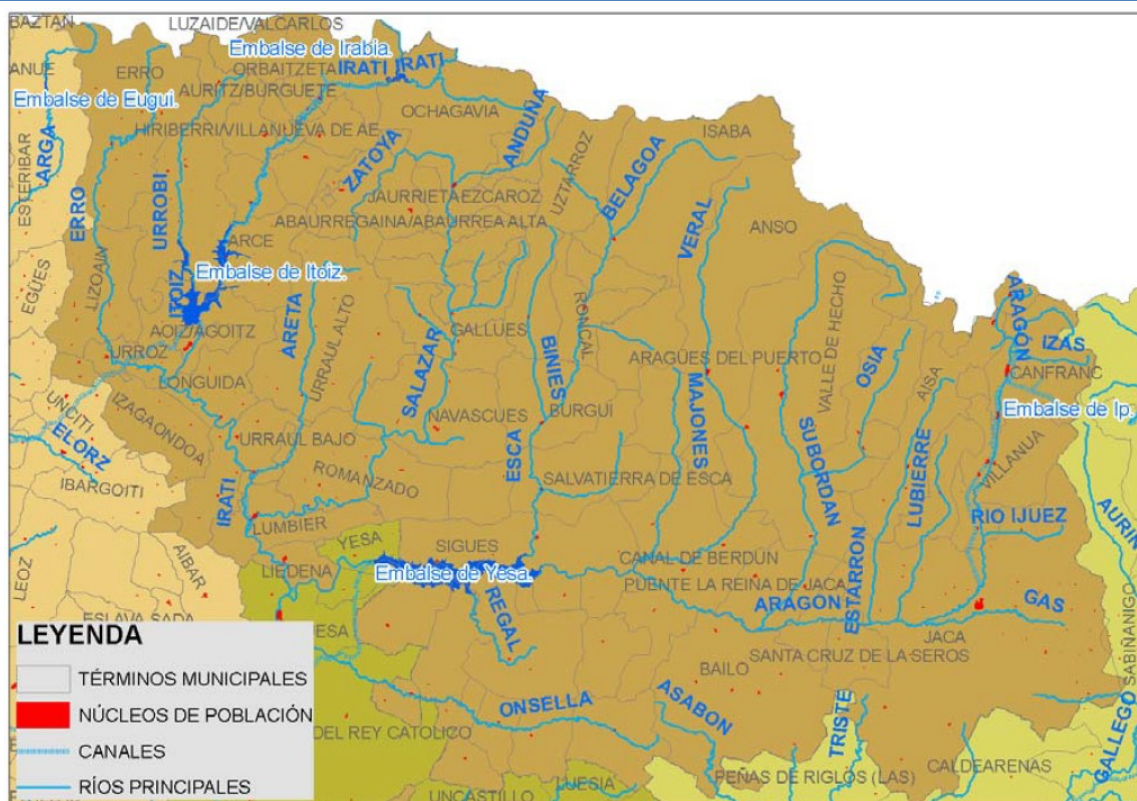 BAZTAN
LUZAIDE/VALCARLOS
Embalse de Irabia.
ANUE
ERRO
ORBAITZETA
IRATI IRATI
AURITZ/BURGUETE
Embalse de Eugui.
OCHAGAVIA
ANDUÑA
HIRIBERRI/VILLANUEVA DE AE
ISABA
ARGA
ESTERIBAR
ZATOYA
UZTARROZ
BELAGOA
ERRO
URROBI
JAURRIETA
EZCAROZ
ABAURREGAINA/ABAURREA ALTA
VERAL
ANSO
ARCE
EGÜES
LIZOAIN
ITOIZ
Embalse de Itoiz.
ARETA
URRAUL ALTO
RONCAL
VALLE DE HECHO
ARAGÓN
AOIZ/AGOITZ
GALLUES
BINIES
IZAS
URROZ
SALAZAR
ARAGÜES DEL PUERTO
OSIA
AISA
CANFRANC
LONGUIDA
UNCITI
IZAGAONDOA
NAVASCUES
BURGUI
MAJONES
Embalse de Ip.
ELORZ
URRAUL BAJO
SUBORDAN
LUBIERRE
VILLANUA
IBARGOITI
ROMANZADO
ESCA
SALVATIERRA DE ESCA
IRATI
AURIN
LUMBIER
RIO IJUEZ
LEOZ
AIBAR
YESA
SIGUES
CANAL DE BERDÚN
ESTARRON
LIEDENA
Embalse de Yesa.
PUENTE LA REINA DE JACA
REGAL
ARAGON
GAS
ESLAVA
SADA
UESA
JACA
SABIÑANIGO
SANTA CRUZ DE LA SEROS
BAILO
ONSELLA
ASABON
TRISTE
GALLEGO
DEL REY CATOLICO
CALDEARENAS
PEÑAS DE RIGLOS (LAS)
LUESIA
UNCASTILLO
LEYENDA
TÉRMINOS MUNICIPALES
NÚCLEOS DE POBLACIÓN
CANALES
RÍOS PRINCIPALES